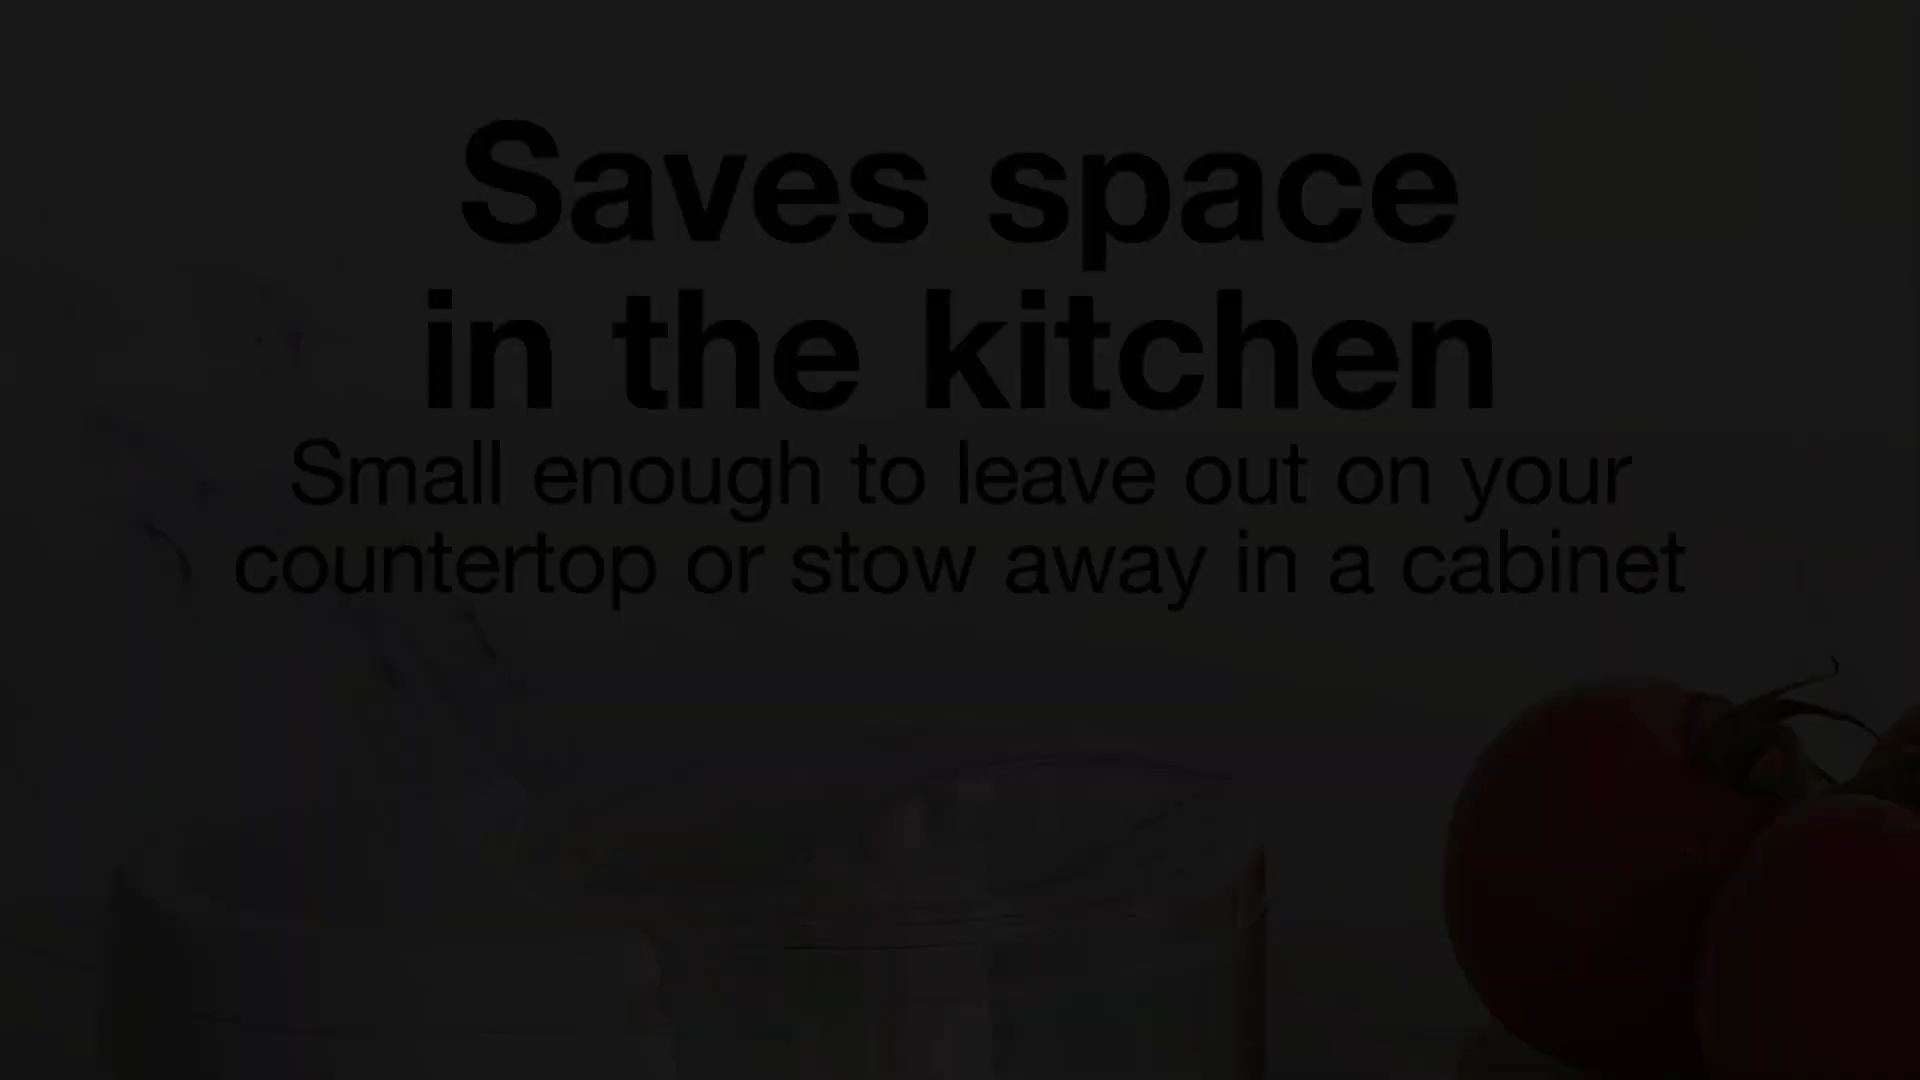 Saves space
in the kitchen
Small enough to leave out on your
countertop or stow away in a cabinet